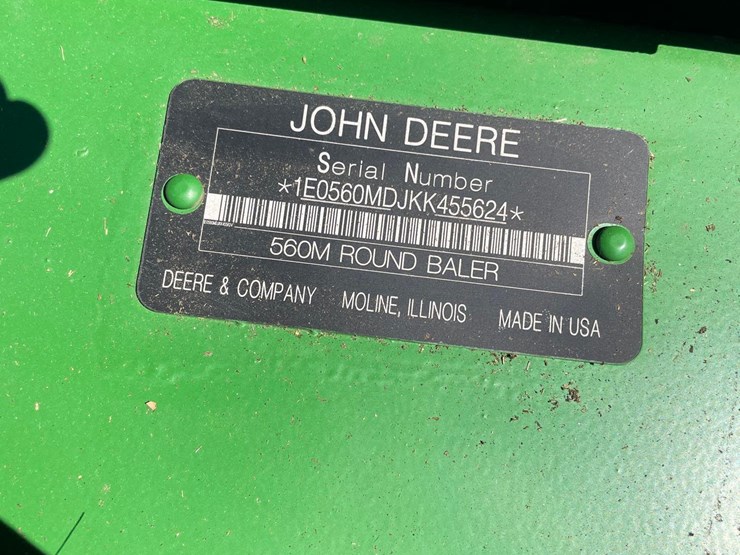 JOHN DEERE
Serial Number
*1E0560MDJKK455624*
560M ROUND BALER
DEERE & COMPANY MOLINE, ILLINOIS MADE IN USA